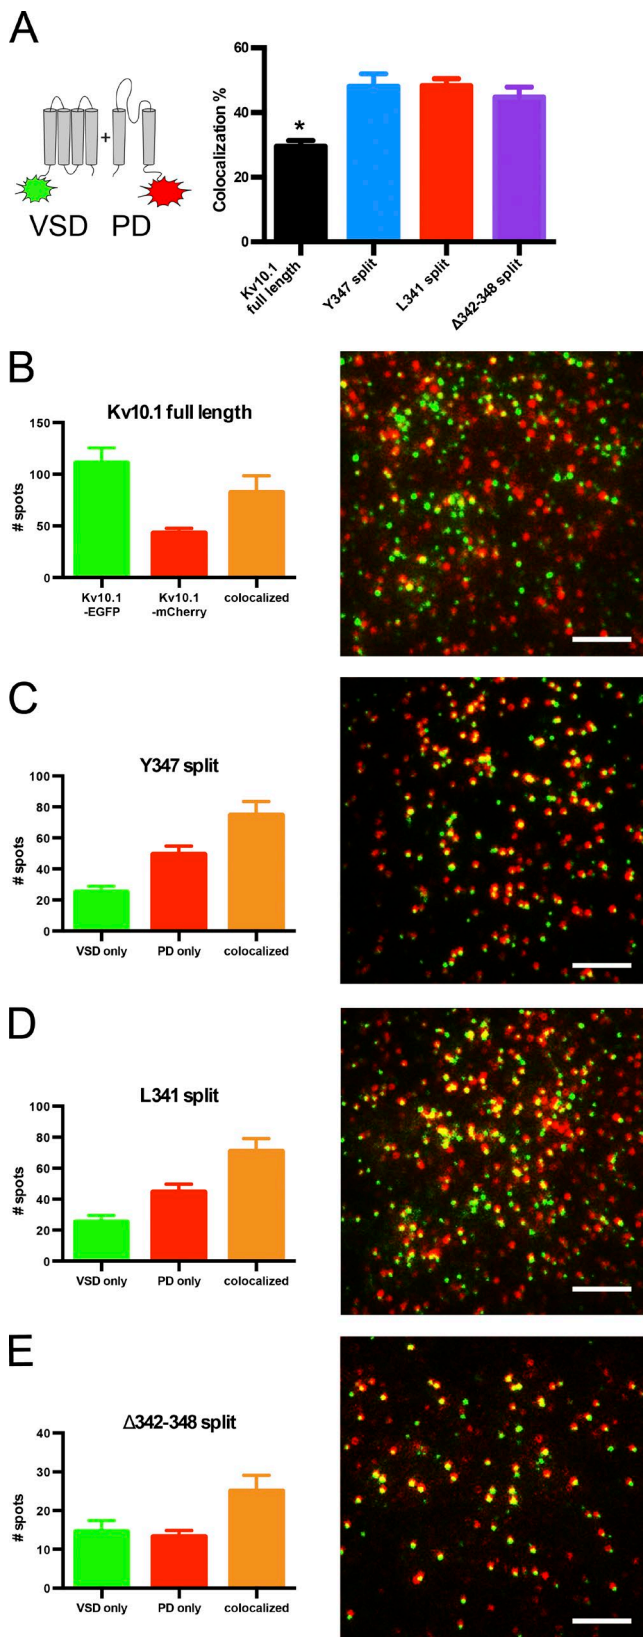 A
VSD
+
PD
Colocalization %
60
40
20
0
*
Kv10.1
full length
Y347 split
L341 split
Δ342-348 split
B
Kv10.1 full length
# spots
150
100
50
0
Kv10.1
-EGFP
Kv10.1
-mCherry
colocalized
C
Y347 split
# spots
100
80
60
40
20
0
VSD only
PD only
colocalized
D
L341 split
# spots
100
80
60
40
20
0
VSD only
PD only
colocalized
E
Δ342-348 split
# spots
40
30
20
10
0
VSD only
PD only
colocalized